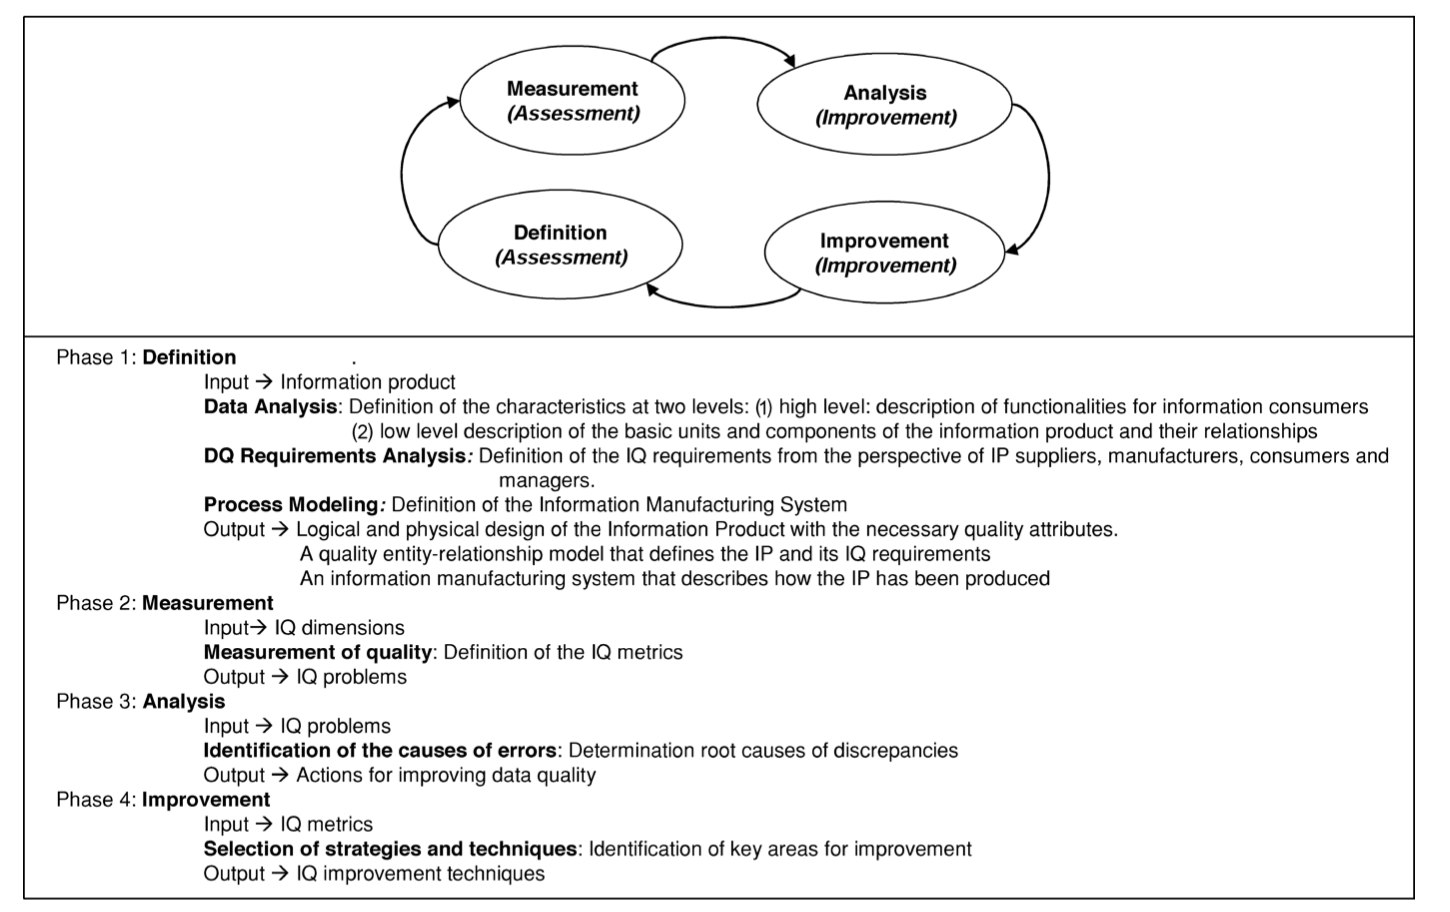 Measurement
(Assessment)
Analysis
(Improvement)
Definition
(Assessment)
Improvement
(Improvement)
Phase 1: Definition .
Input → Information product
Data Analysis: Definition of the characteristics at two levels: (1) high level: description of functionalities for information consumers
(2) low level description of the basic units and components of the information product and their relationships
DQ Requirements Analysis: Definition of the IQ requirements from the perspective of IP suppliers, manufacturers, consumers and
managers.
Process Modeling: Definition of the Information Manufacturing System
Output → Logical and physical design of the Information Product with the necessary quality attributes.
A quality entity-relationship model that defines the IP and its IQ requirements
An information manufacturing system that describes how the IP has been produced
Phase 2: Measurement
Input→ IQ dimensions
Measurement of quality: Definition of the IQ metrics
Output → IQ problems
Phase 3: Analysis
Input → IQ problems
Identification of the causes of errors: Determination root causes of discrepancies
Output → Actions for improving data quality
Phase 4: Improvement
Input → IQ metrics
Selection of strategies and techniques: Identification of key areas for improvement
Output → IQ improvement techniques